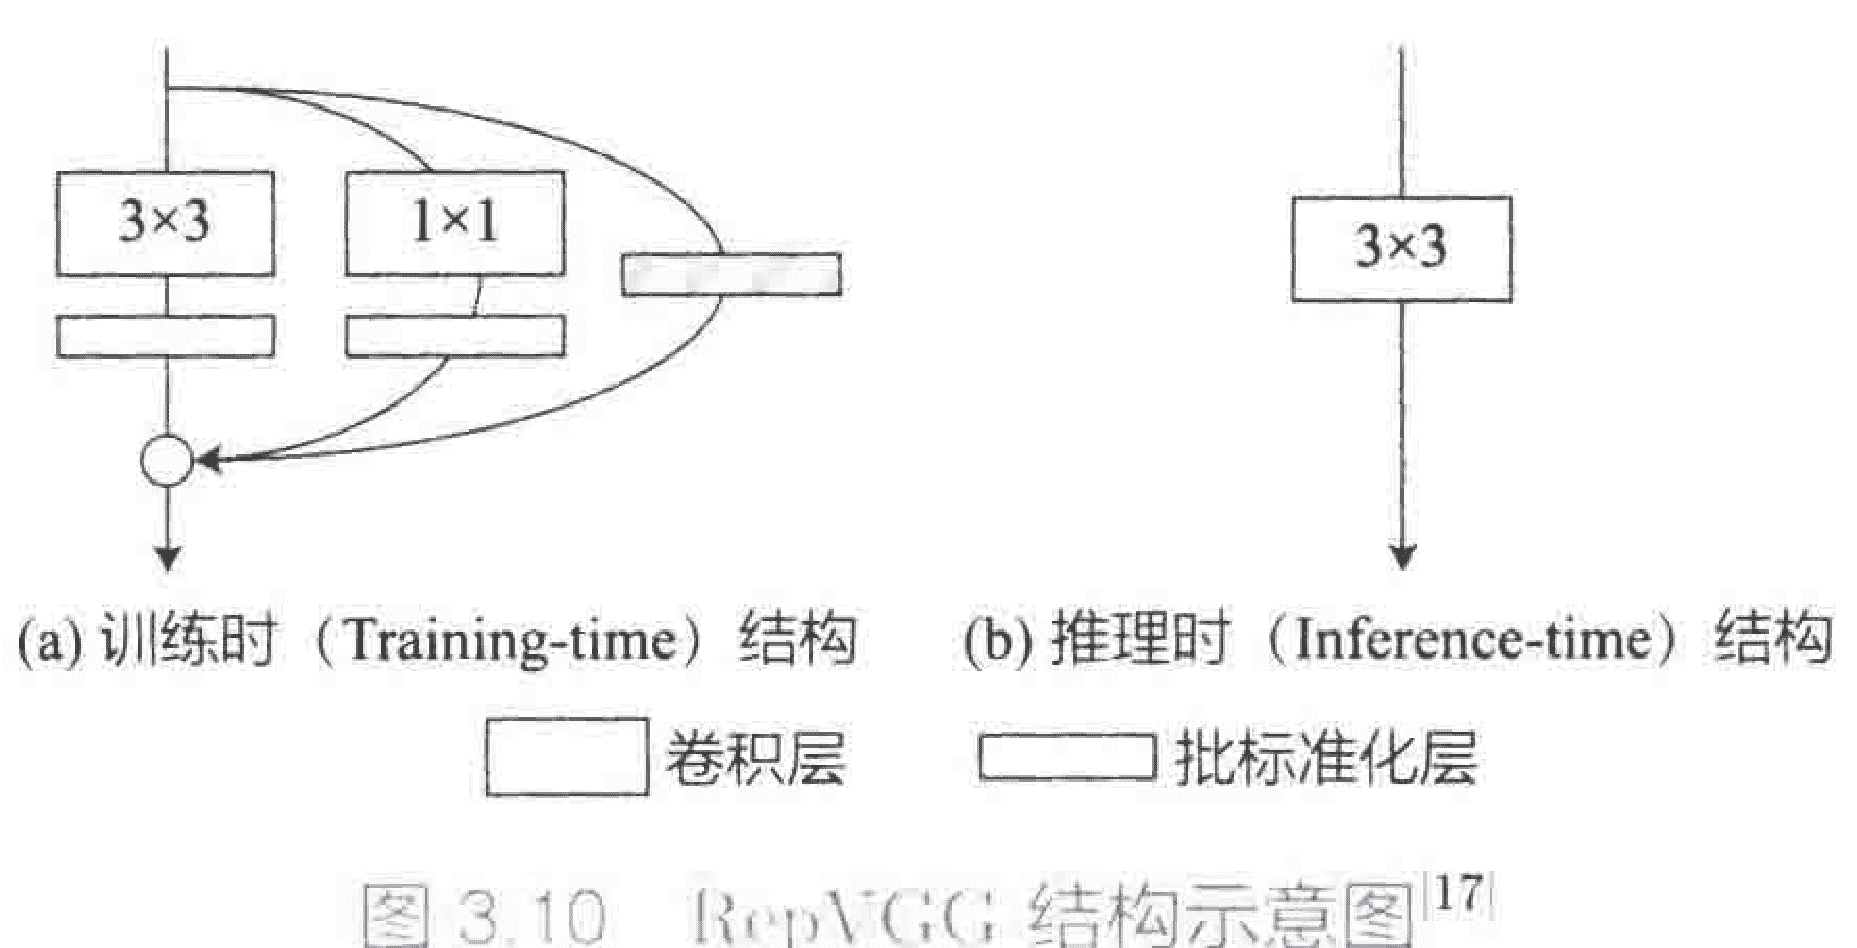 3×3 1×1 3×3
(a) 训练时（Training-time）结构 (b) 推理时（Inference-time）结构
卷积层 批标准化层
图 3.10 RepVGG 结构示意图[17]